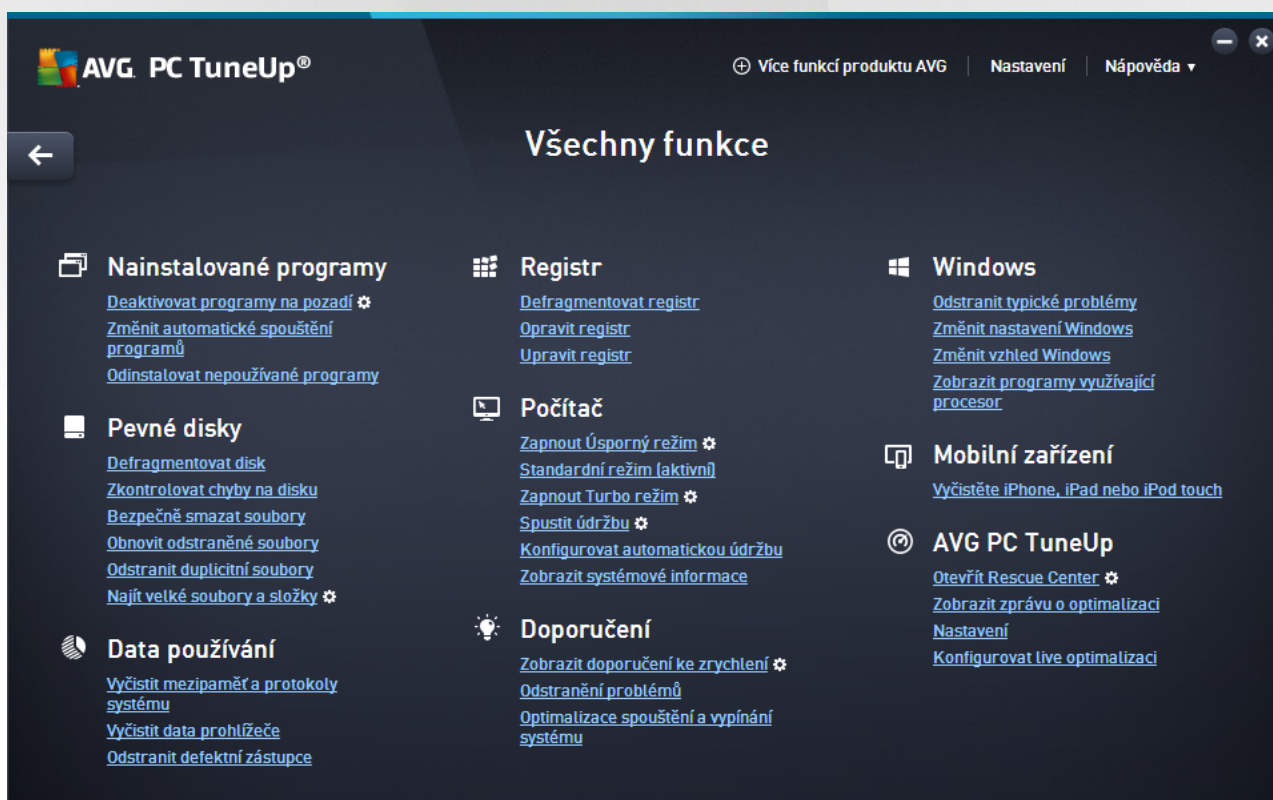 AVG. PC TuneUp®
Více funkcí produktu AVG
Nastavení
Nápověda
Všechny funkce
Nainstalované programy
Deaktivovat programy na pozadí
Změnit automatické spouštění
programů
Odinstalovat nepoužívané programy
Pevné disky
Defragmentovat disk
Zkontrolovat chyby na disku
Bezpečně smazat soubory
Obnovit odstraněné soubory
Odstranit duplicitní soubory
Najít velké soubory a složky
Data používání
Vyčistit mezipaměť a protokoly
systému
Vyčistit data prohlížeče
Odstranit defektní zástupce
Registr
Defragmentovat registr
Opravit registr
Upravit registr
Počítač
Zapnout Úsporný režim
Standardní režim (aktivní)
Zapnout Turbo režim
Spustit údržbu
Konfigurovat automatickou údržbu
Zobrazit systémové informace
Doporučení
Zobrazit doporučení ke zrychlení
Odstranění problémů
Optimalizace spouštění a vypínání
systému
Windows
Odstranit typické problémy
Změnit nastavení Windows
Změnit vzhled Windows
Zobrazit programy využívající
procesor
Mobilní zařízení
Vyčistěte iPhone, iPad nebo iPod touch
AVG PC TuneUp
Otevřít Rescue Center
Zobrazit zprávu o optimalizaci
Nastavení
Konfigurovat live optimalizaci